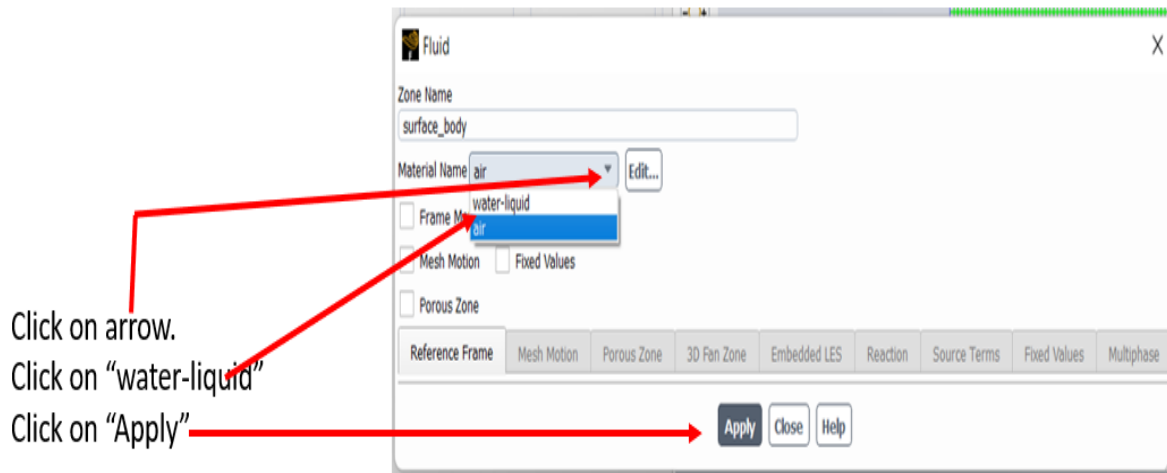 Fluid
X
Zone Name
surface_body
Material Name air Edit...
water-liquid
Frame Mo
air
Mesh Motion Fixed Values
Porous Zone
Click on arrow.
Click on “water-liquid”
Click on “Apply”
Reference Frame Mesh Motion Porous Zone 3D Fan Zone Embedded LES Reaction Source Terms Fixed Values Multiphase
Apply Close Help